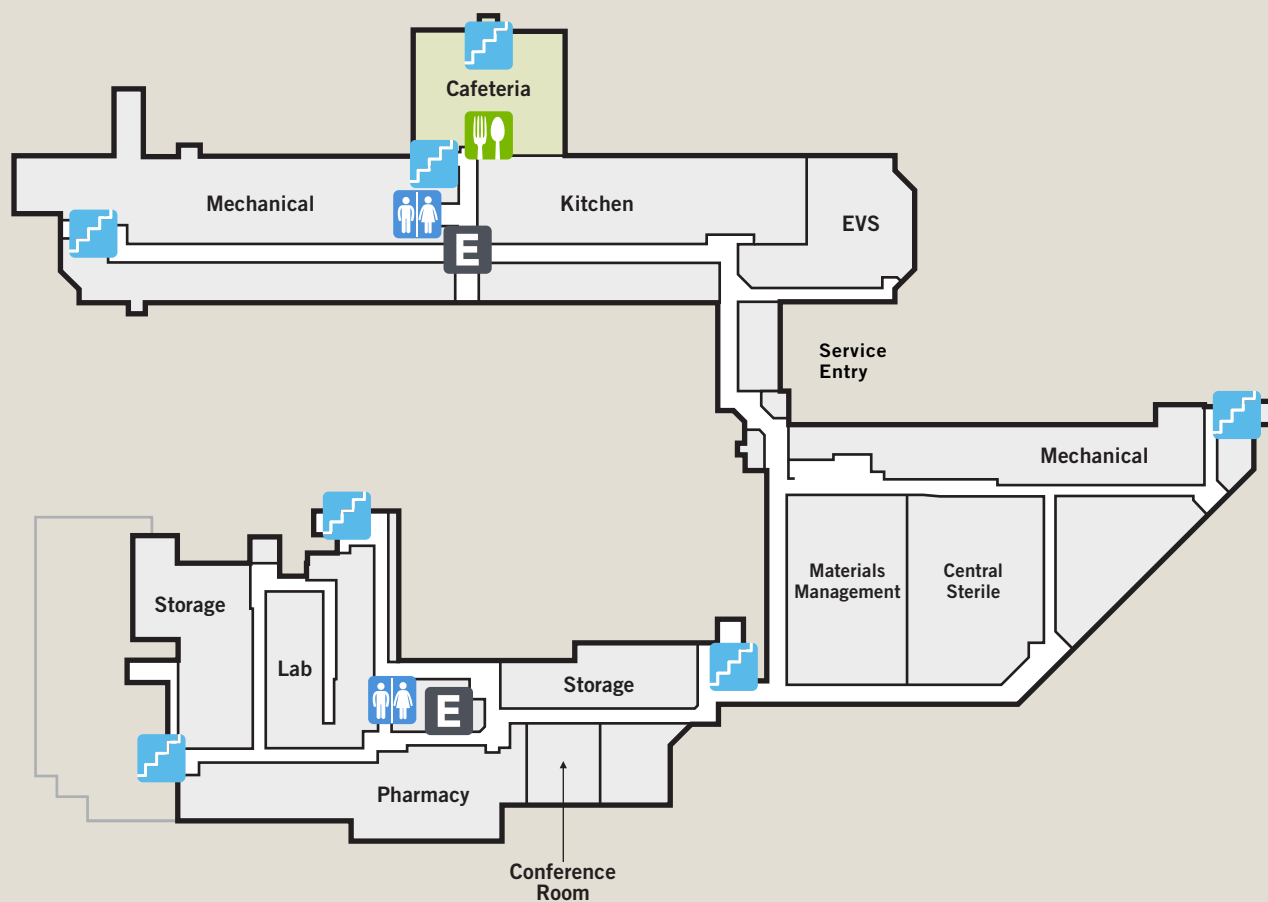 Cafeteria
Mechanical
Kitchen
EVS
E
Service
Entry
Mechanical
Materials
Management
Central
Sterile
Storage
Lab
Storage
E
Pharmacy
Conference
Room